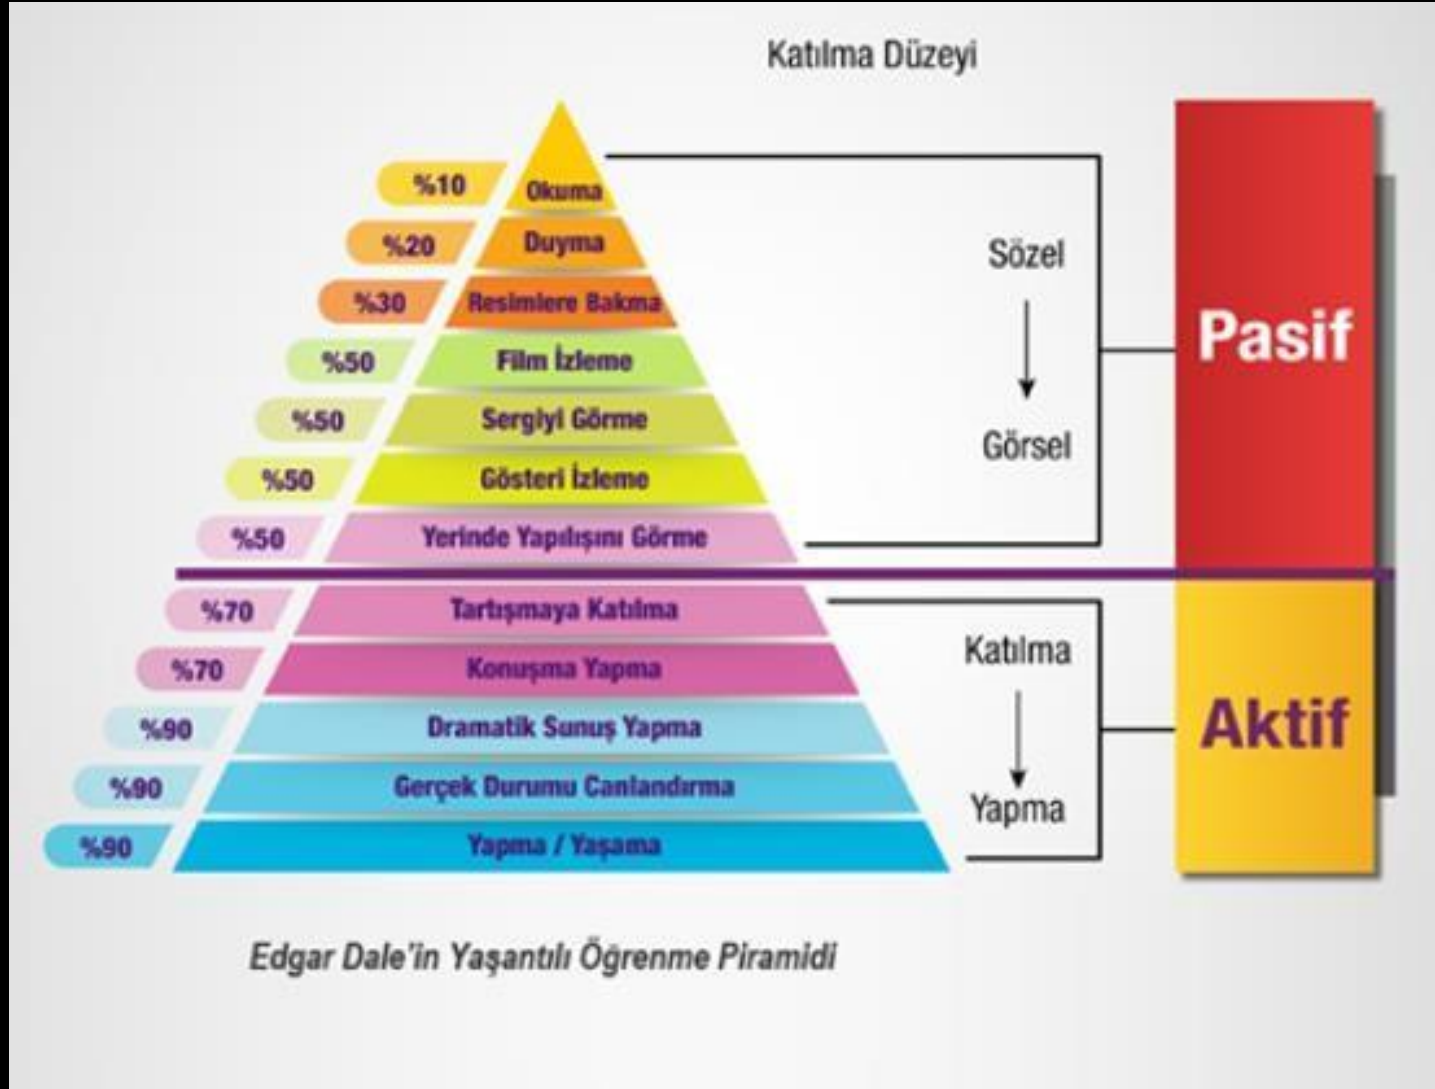 Katılma Düzeyi
%10 Okuma
%20 Duyma
%30 Resimlere Bakma
%50 Film İzleme
%50 Sergiyi Görme
%50 Gösteri İzleme
%50 Yerinde Yapılışını Görme
Sözel
Görsel
Pasif
%70 Tartışmaya Katılma
%70 Konuşma Yapma
%90 Dramatik Sunuş Yapma
%90 Gerçek Durumu Canlandırma
%90 Yapma / Yaşama
Katılma
Yapma
Aktif
Edgar Dale'in Yaşantılı Öğrenme Piramidi